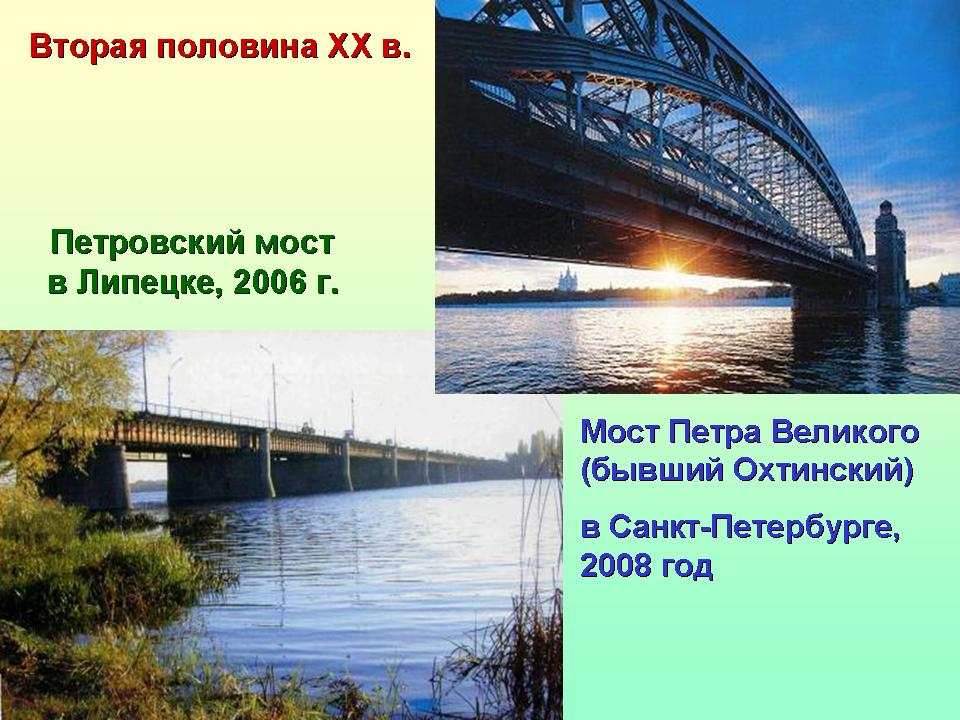 Вторая половина XX в.
Петровский мост
в Липецке, 2006 г.
Мост Петра Великого
(бывший Охтинский)
в Санкт-Петербурге,
2008 год